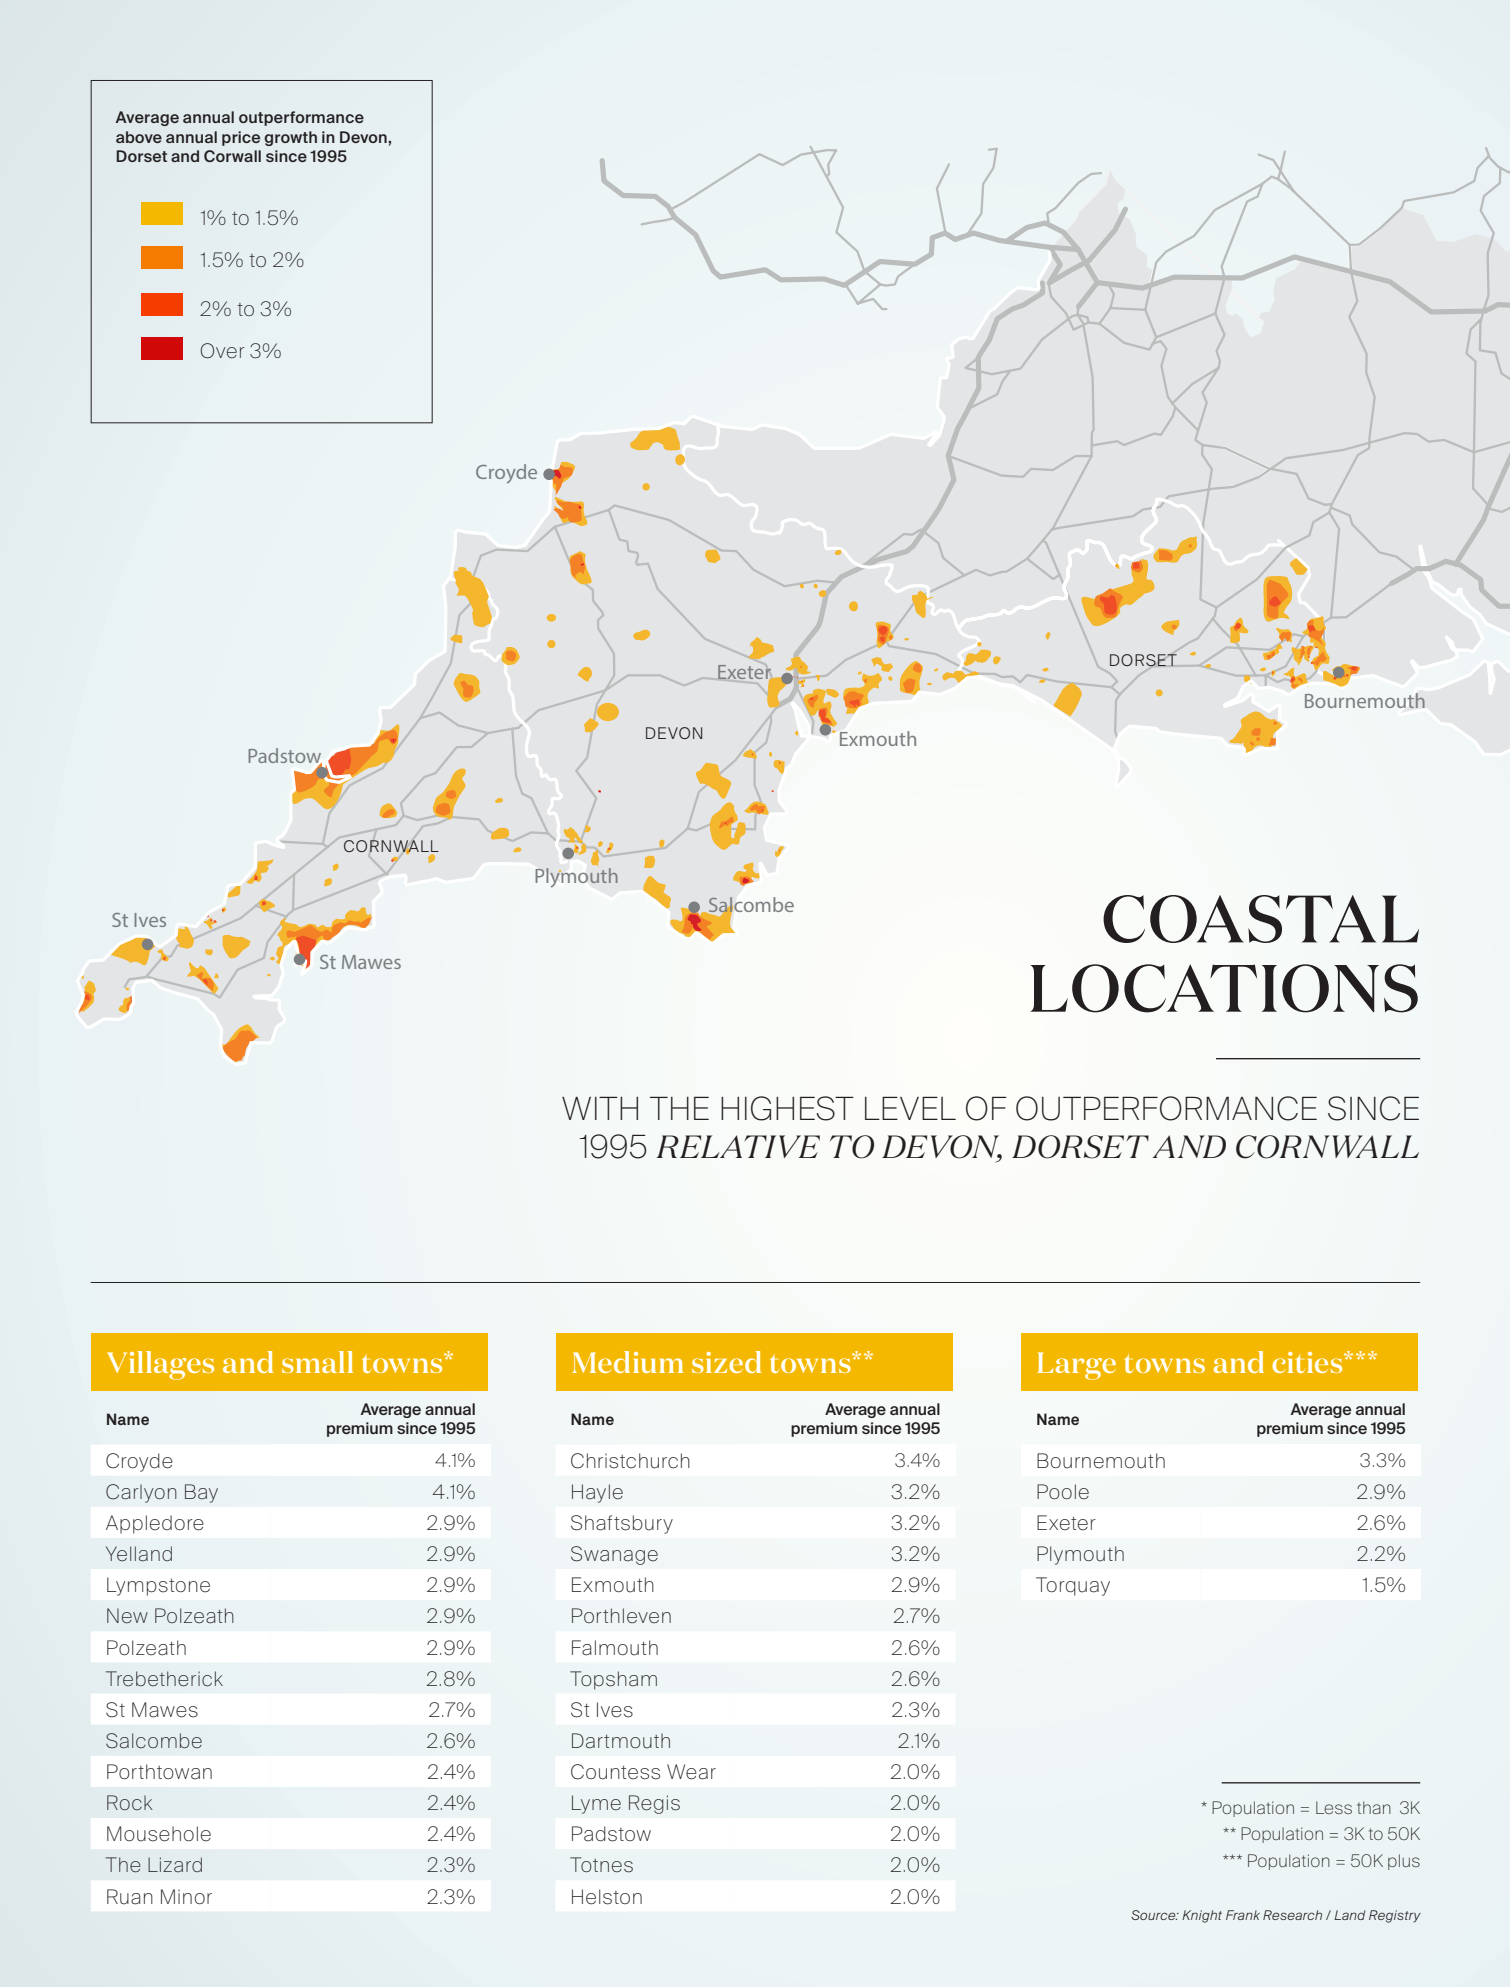 Average annual outperformance
above annual price growth in Devon,
Dorset and Corwall since 1995
1% to 1.5%
1.5% to 2%
2% to 3%
Over 3%
Croyde
Exeter
DORSET
Bournemouth
DEVON
Exmouth
Padstow
CORNWALL
Plymouth
Salcombe
St Ives
St Mawes
COASTAL
LOCATIONS
WITH THE HIGHEST LEVEL OF OUTPERFORMANCE SINCE
1995 RELATIVE TO DEVON, DORSET AND CORNWALL
Villages and small towns*
Name Average annual
premium since 1995
Croyde 4.1%
Carlyon Bay 4.1%
Appledore 2.9%
Yelland 2.9%
Lympstone 2.9%
New Polzeath 2.9%
Polzeath 2.9%
Trebetherick 2.8%
St Mawes 2.7%
Salcombe 2.6%
Porthtowan 2.4%
Rock 2.4%
Mousehole 2.4%
The Lizard 2.3%
Ruan Minor 2.3%
Medium sized towns**
Name Average annual
premium since 1995
Christchurch 3.4%
Hayle 3.2%
Shaftsbury 3.2%
Swanage 3.2%
Exmouth 2.9%
Porthleven 2.7%
Falmouth 2.6%
Topsham 2.6%
St Ives 2.3%
Dartmouth 2.1%
Countess Wear 2.0%
Lyme Regis 2.0%
Padstow 2.0%
Totnes 2.0%
Helston 2.0%
Large towns and cities***
Name Average annual
premium since 1995
Bournemouth 3.3%
Poole 2.9%
Exeter 2.6%
Plymouth 2.2%
Torquay 1.5%
* Population = Less than 3K
** Population = 3K to 50K
*** Population = 50K plus
Source: Knight Frank Research / Land Registry